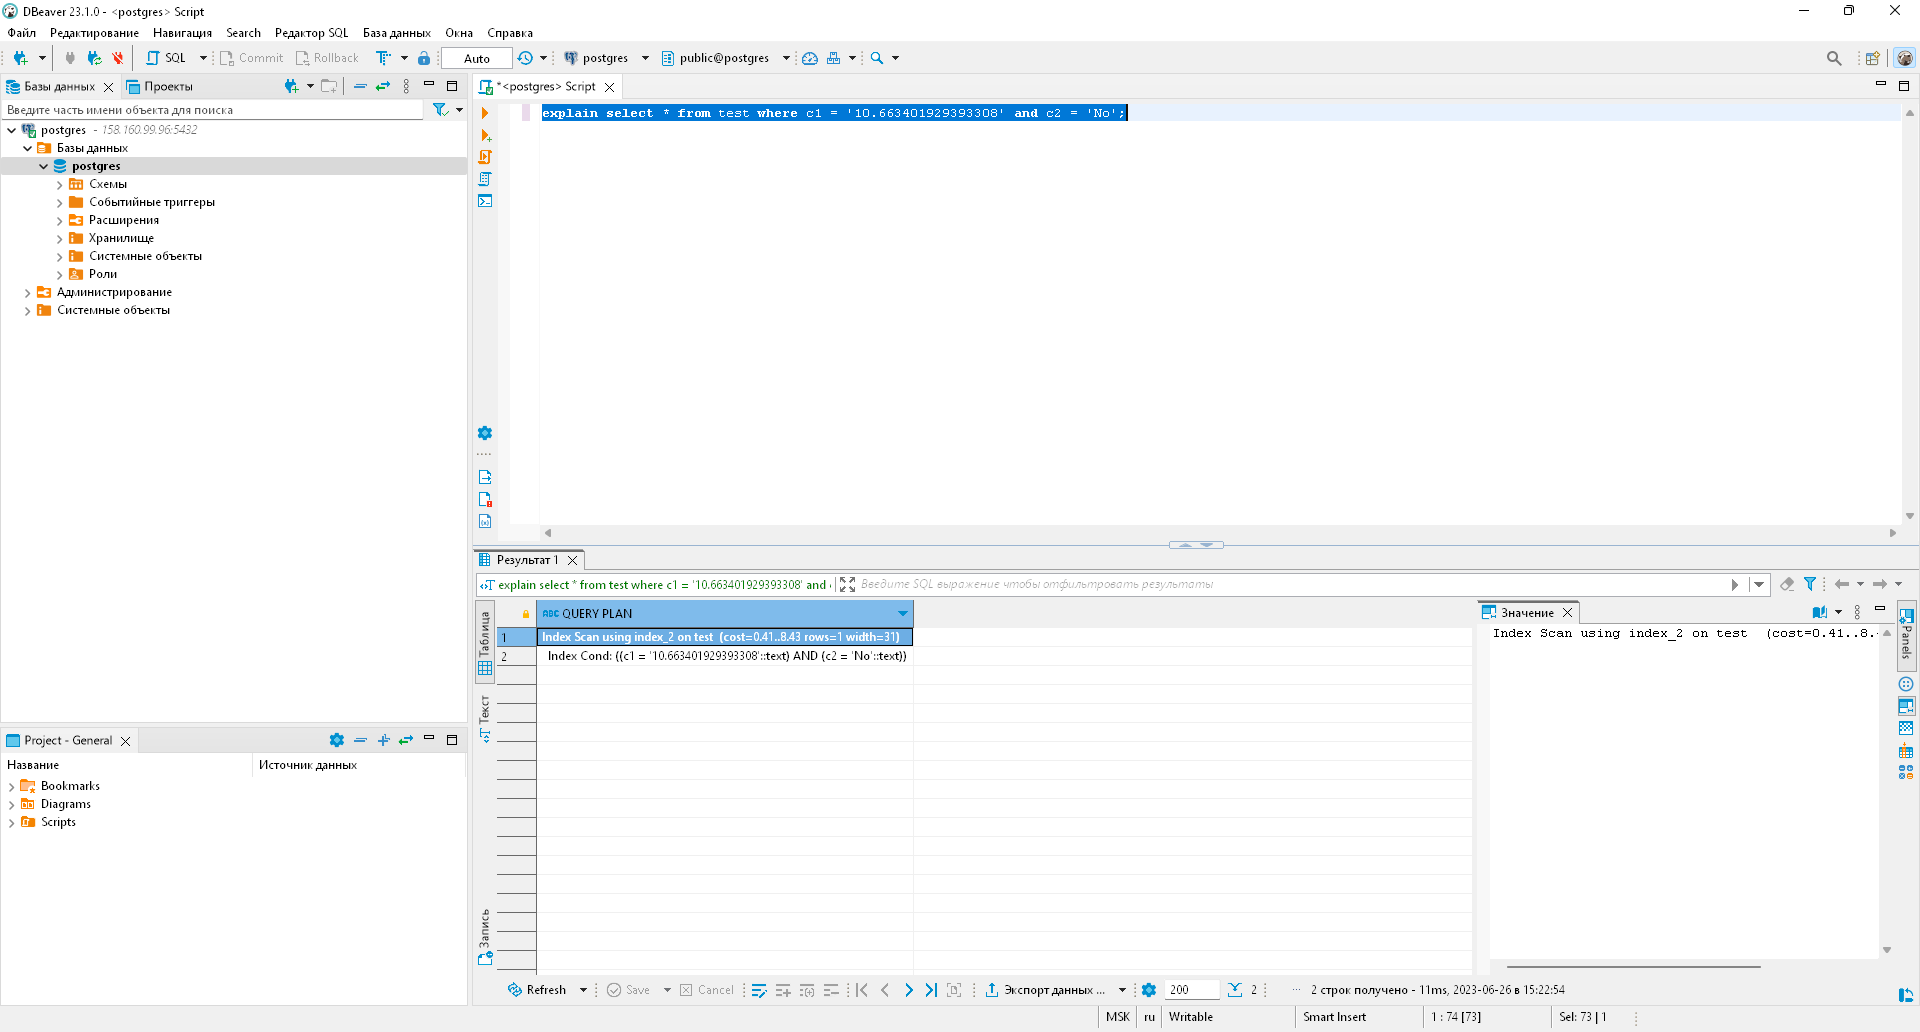 DBeaver 23.1.0 - <postgres> Script
Файл Редактирование Навигация Search Редактор SQL База данных Окна Справка
SQL Commit Rollback Auto postgres public@postgres
Базы данных Проекты
Введите часть имени объекта для поиска
postgres - 158.160.99.96:5432
Базы данных
postgres
Схемы
Событийные триггеры
Расширения
Хранилище
Системные объекты
Роли
Администрирование
Системные объекты
Project - General
Название Источник данных
Bookmarks
Diagrams
Scripts
*<postgres> Script
explain select * from test where c1 = '10.663401929393308' and c2 = 'No';
Результат 1
explain select * from test where c1 = '10.663401929393308' and Введите SQL выражение чтобы отфильтровать результаты
Таблица
Текст
Запись
ABC QUERY PLAN
1 Index Scan using index_2 on test (cost=0.41..8.43 rows=1 width=31)
2 Index Cond: ((c1 = '10.663401929393308'::text) AND (c2 = 'No'::text))
Значение
Index Scan using index_2 on test (cost=0.41..8.
Panels
Refresh Save Cancel Экспорт данных ... 200 2 ... 2 строк получено - 11ms, 2023-06-26 в 15:22:54
MSK ru Writable Smart Insert 1 : 74 [73] Sel: 73 | 1